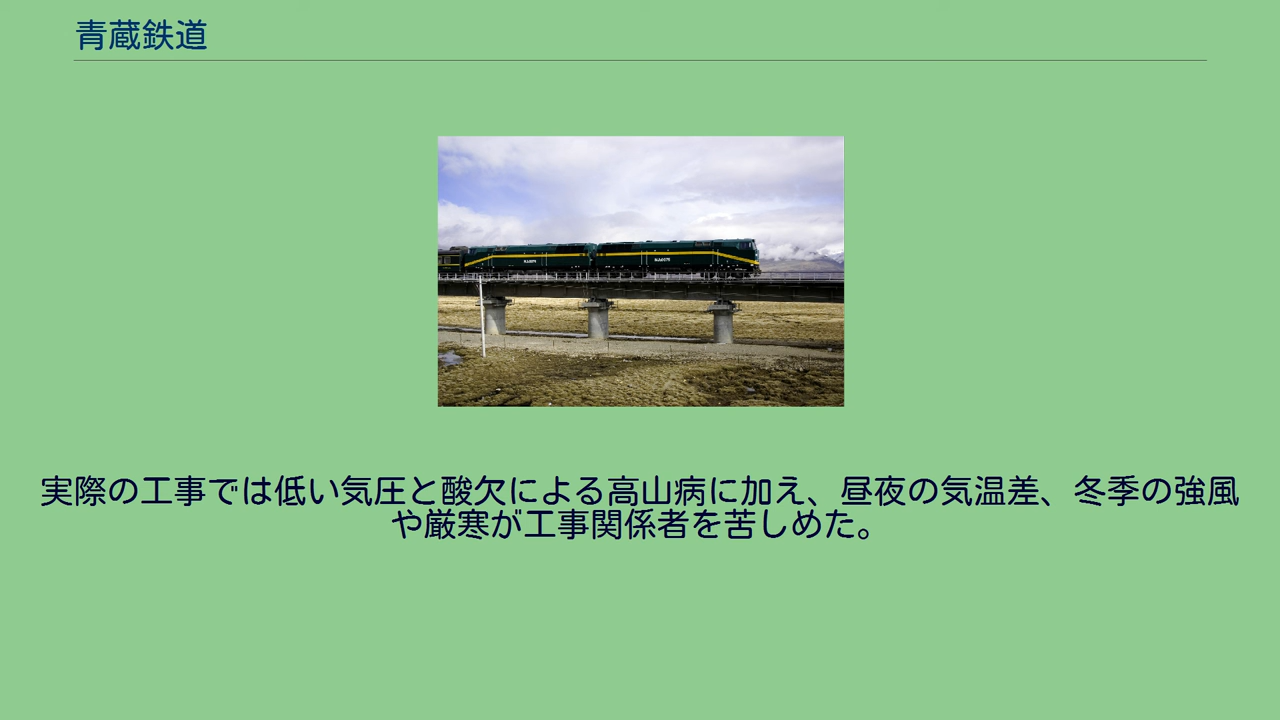 青蔵鉄道
実際の工事では低い気圧と酸欠による高山病に加え、昼夜の気温差、冬季の強風
や厳寒が工事関係者を苦しめた。